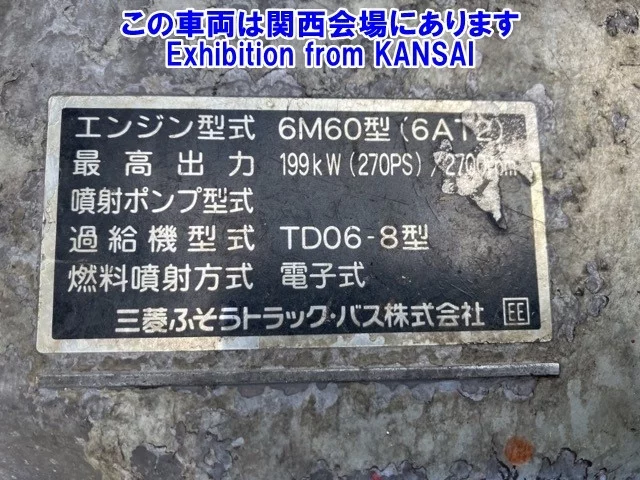 この車両は関西会場にあります
Exhibition from KANSAI
エンジン型式 6M60型(6AT2)
最高出力 199kW(270PS)/2700rpm
噴射ポンプ型式
過給機型式 TD06-8型
燃料噴射方式 電子式
三菱ふそうトラック・バス株式会社 EE